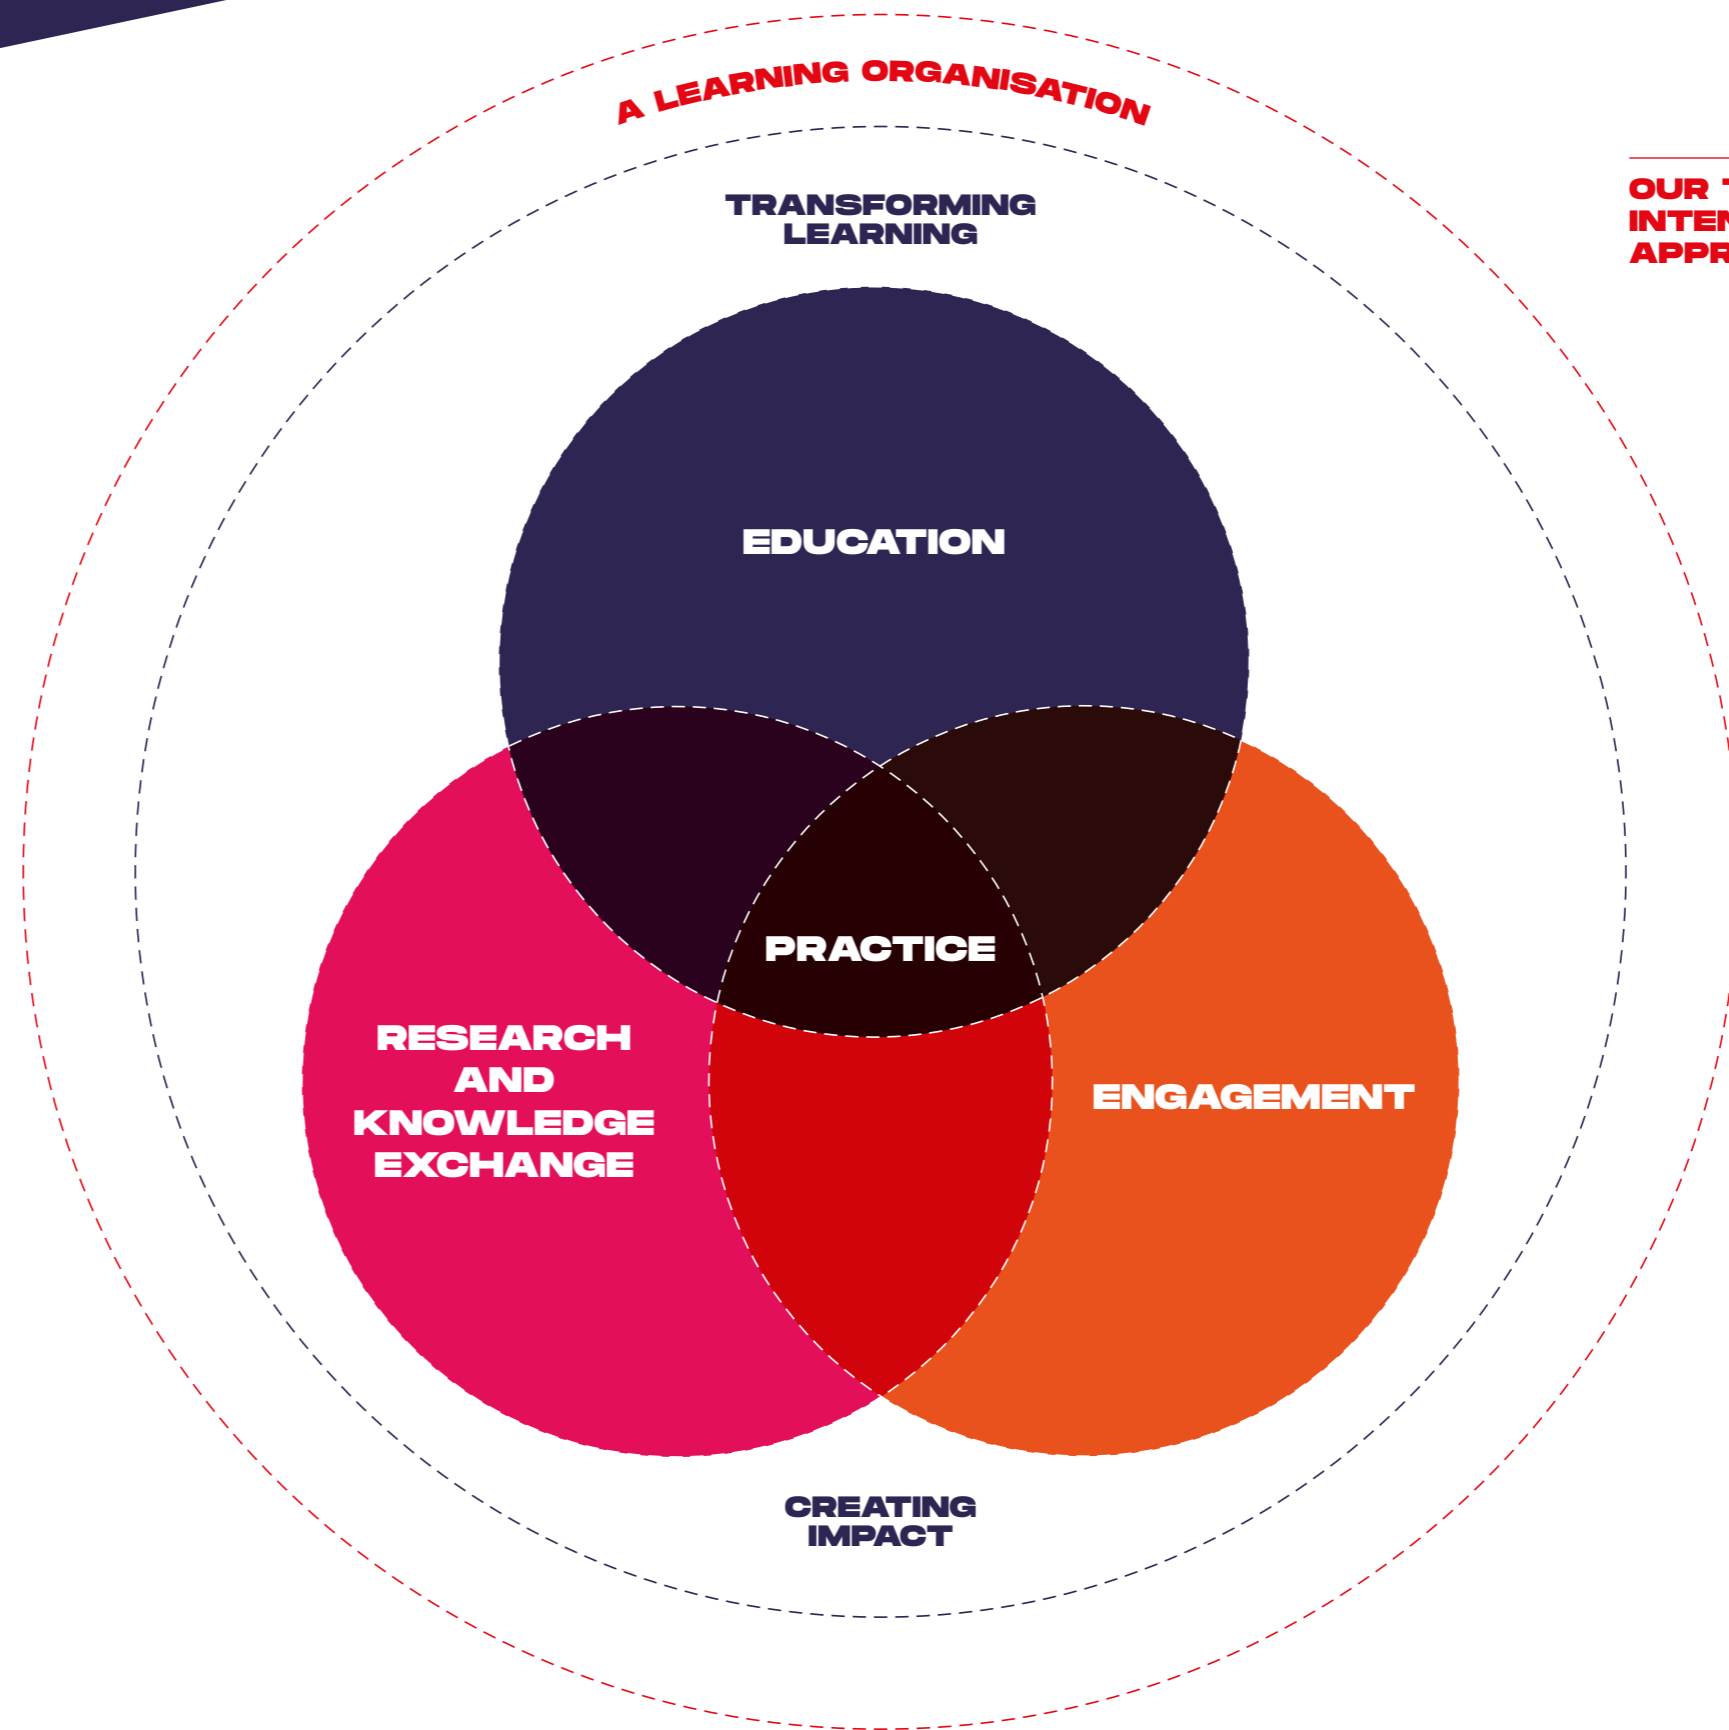 A LEARNING ORGANISATION
TRANSFORMING
LEARNING
OUR
EDUCATION
PRACTICE
RESEARCH
AND
KNOWLEDGE
EXCHANGE
ENGAGEMENT
CREATING
IMPACT